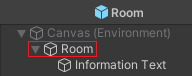 Room
Canvas (Environment)
Room
Information Text